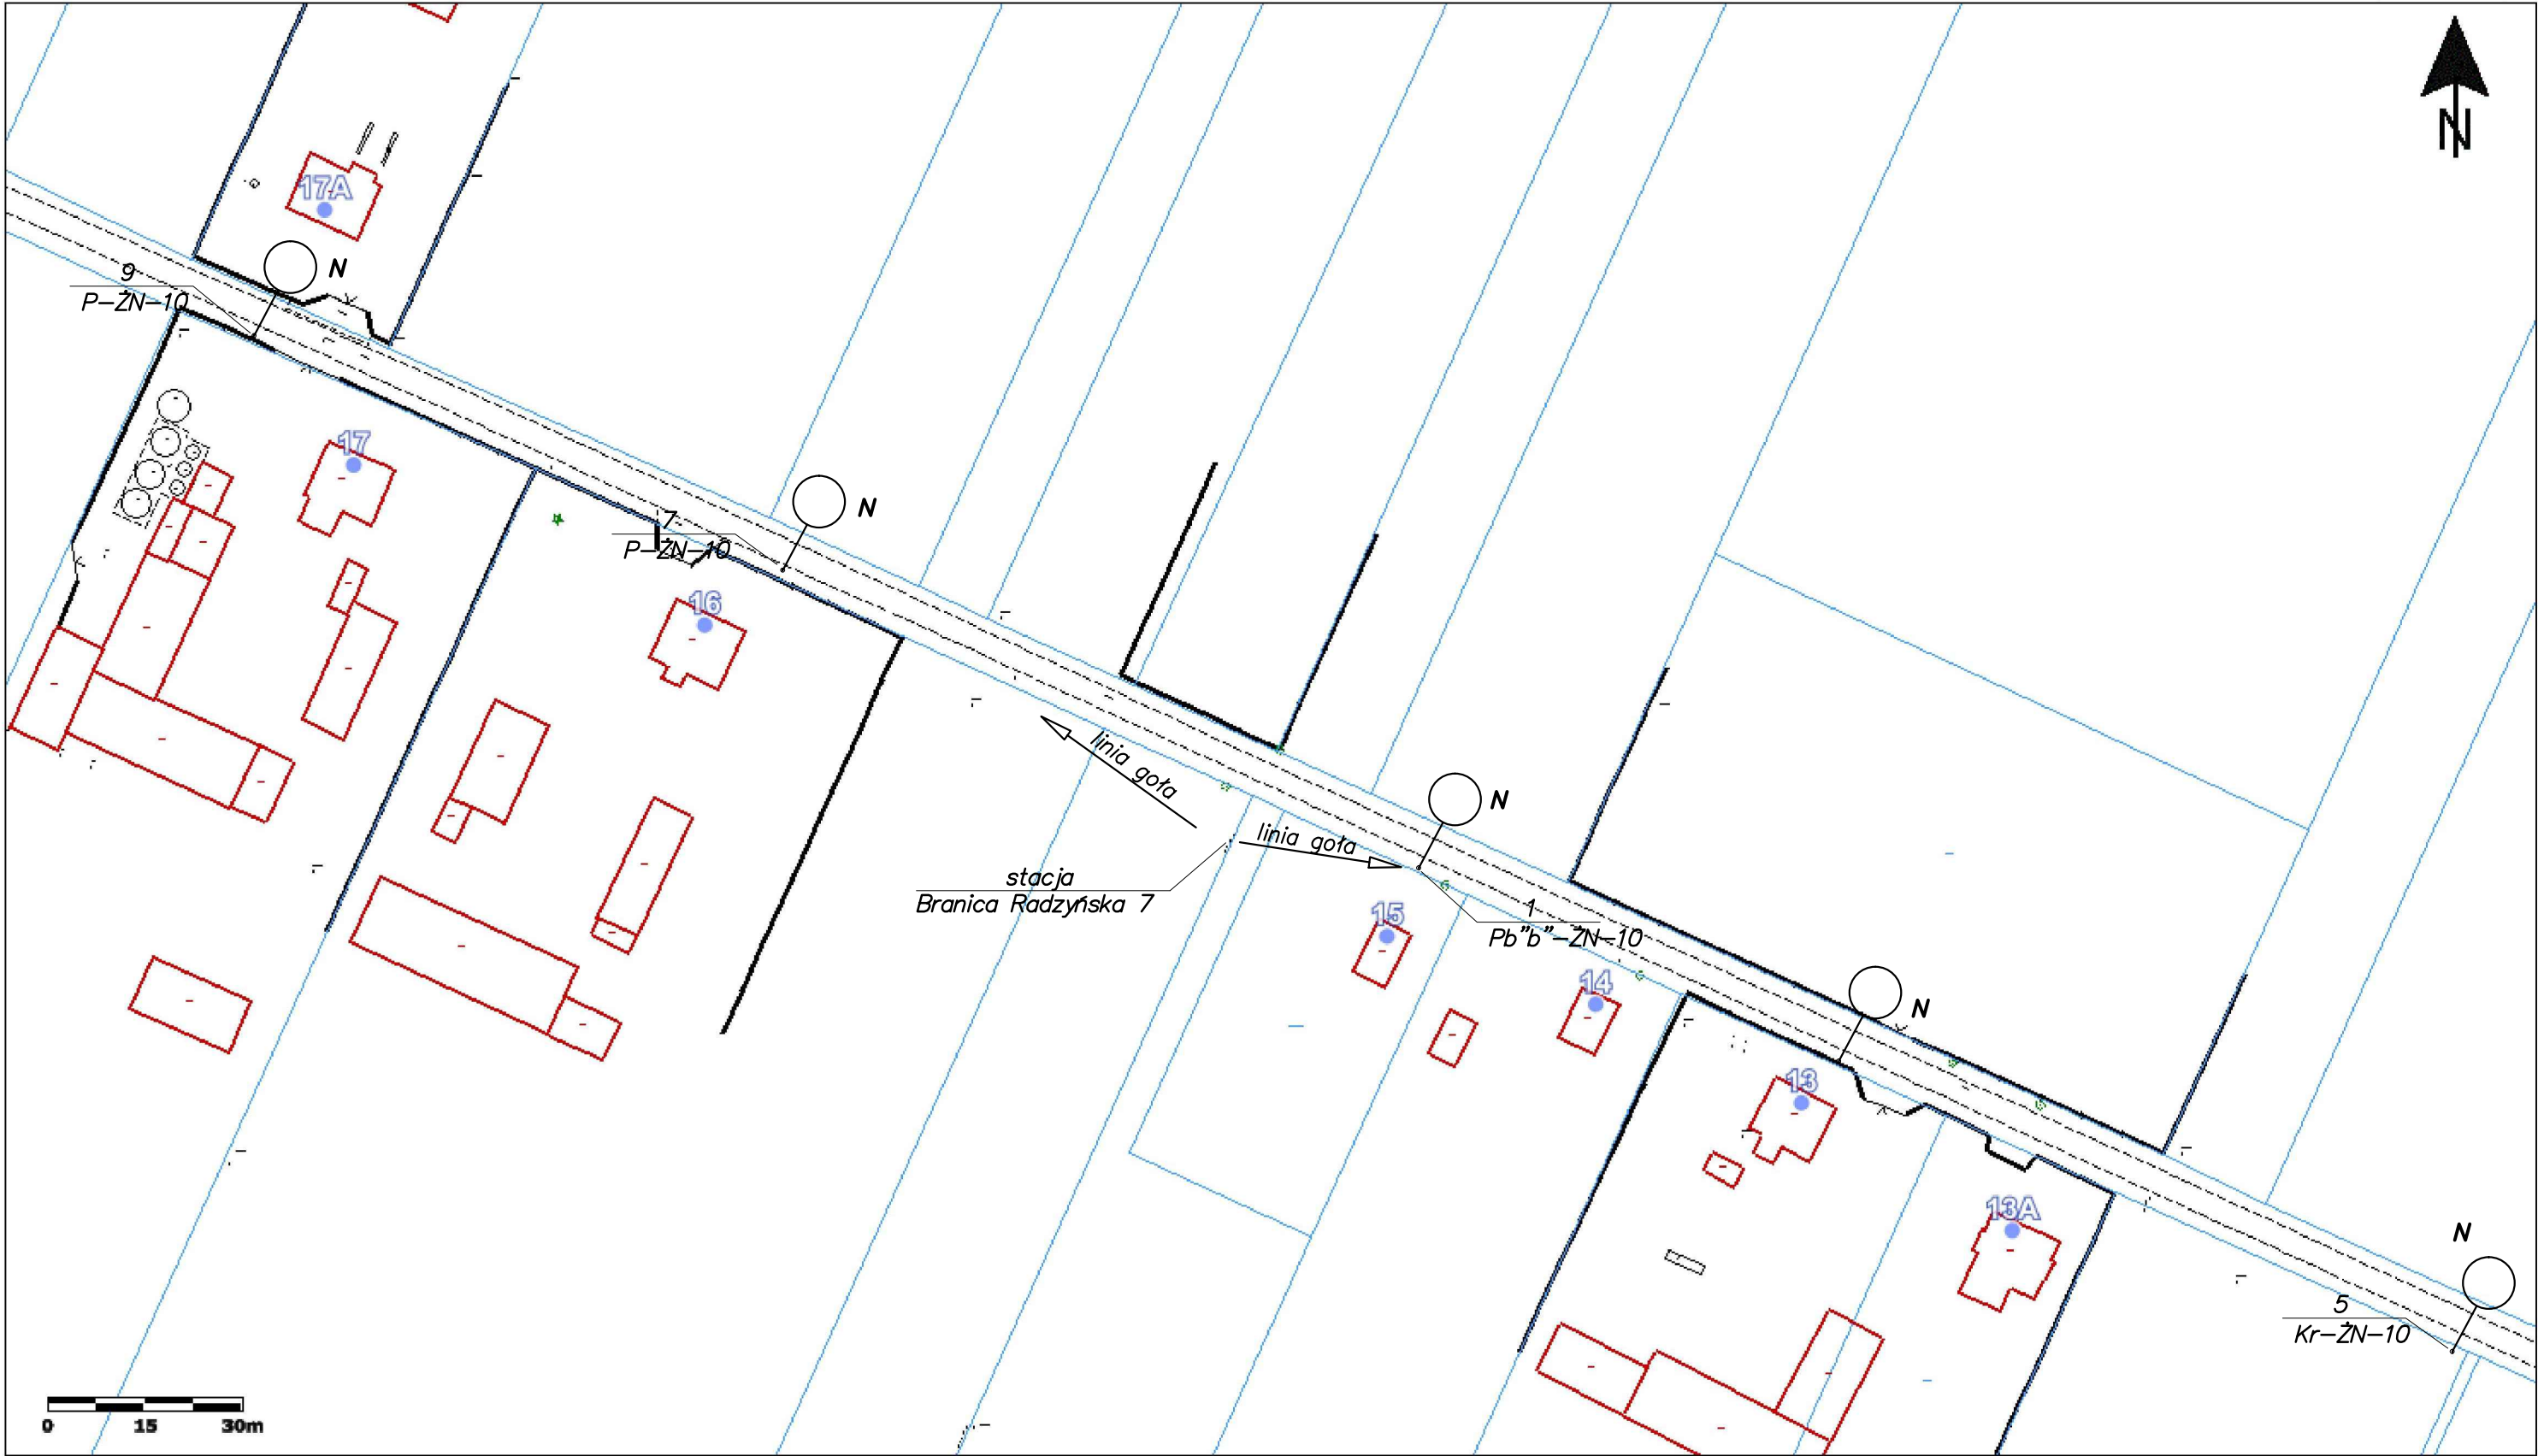 N
17A
N
9
P-ŻN-10
17
N
7
P-ŻN-10
16
linia goła
N
linia goła
stacja
Branica Radzyńska 7
1
Pb"b"-ŻN-10
15
14
N
13
13A
N
5
Kr-ŻN-10
0 15 30m